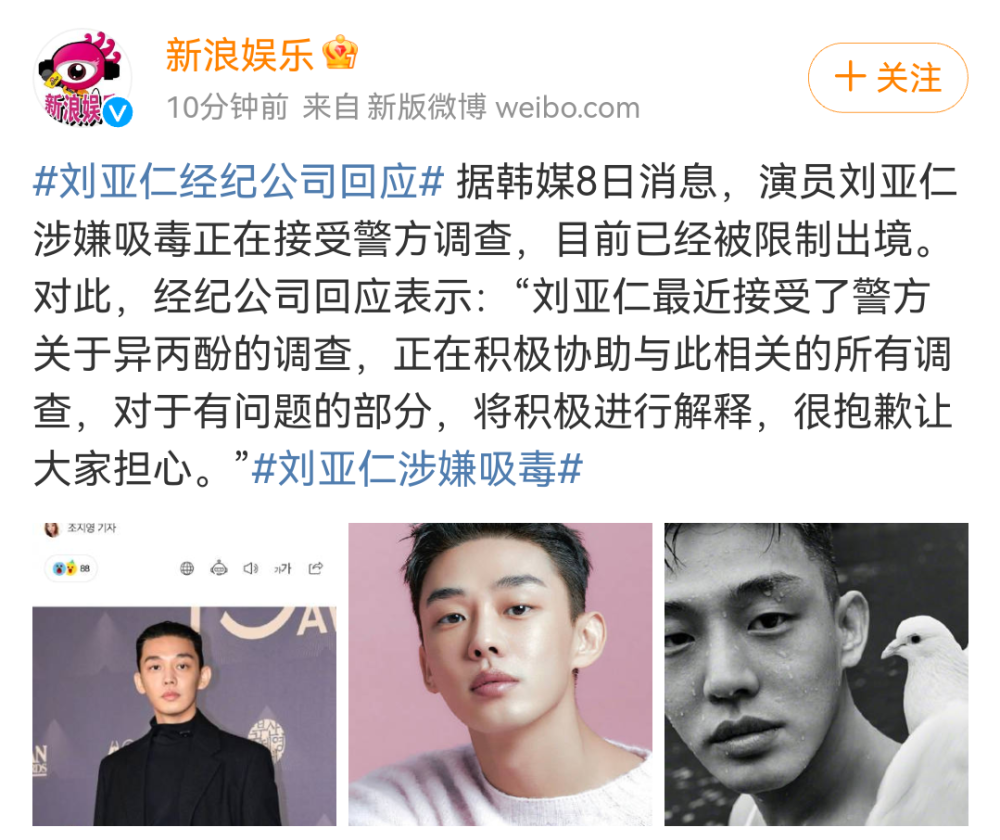 新浪娱乐
10分钟前 来自 新版微博 weibo.com
+ 关注
#刘亚仁经纪公司回应# 据韩媒8日消息，演员刘亚仁
涉嫌吸毒正在接受警方调查，目前已经被限制出境。
对此，经纪公司回应表示：“刘亚仁最近接受了警方
关于异丙酚的调查，正在积极协助与此相关的所有调
查，对于有问题的部分，将积极进行解释，很抱歉让
大家担心。”#刘亚仁涉嫌吸毒#
조지영 기자
88
가가